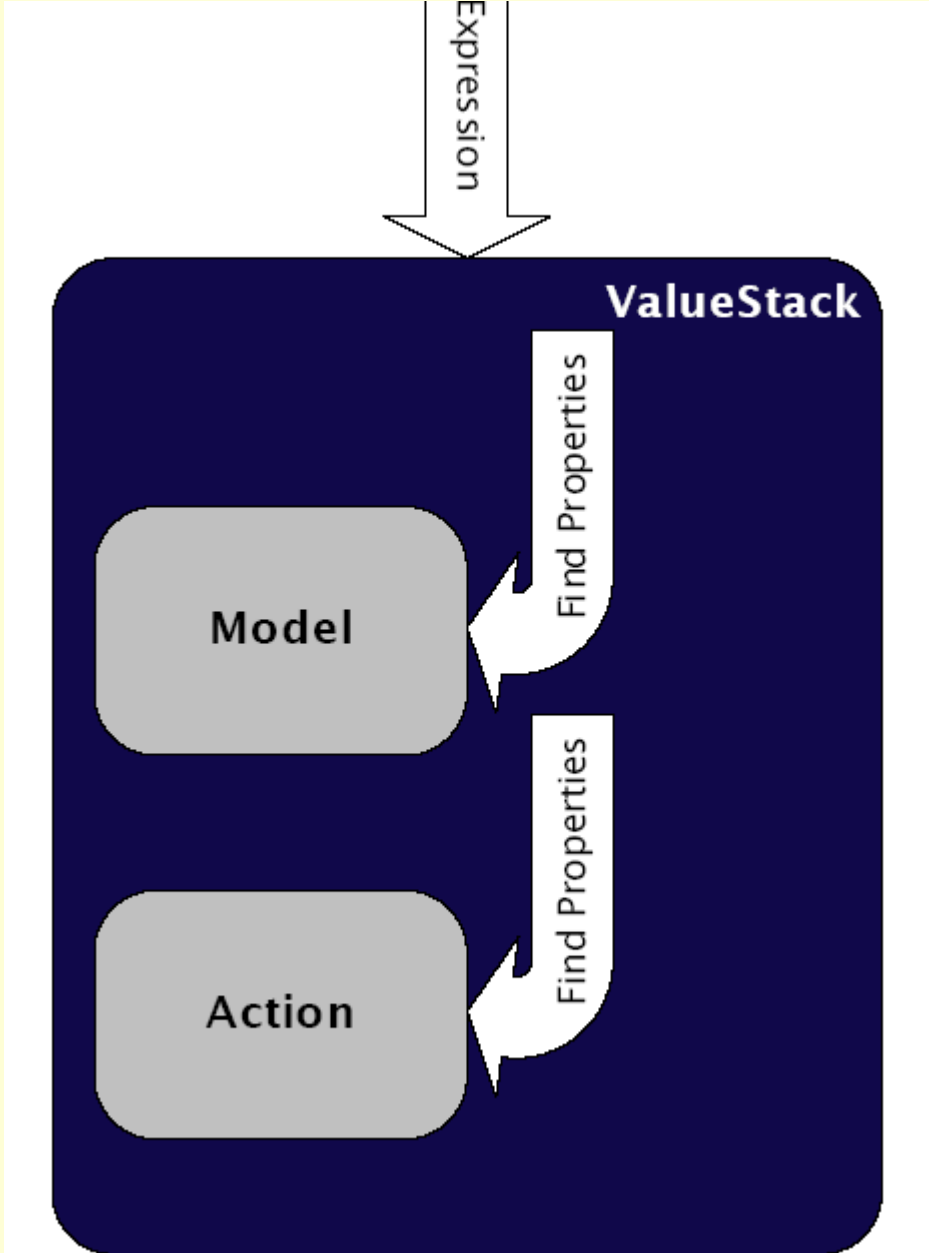 Expression
ValueStack
Find Properties
Model
Find Properties
Action